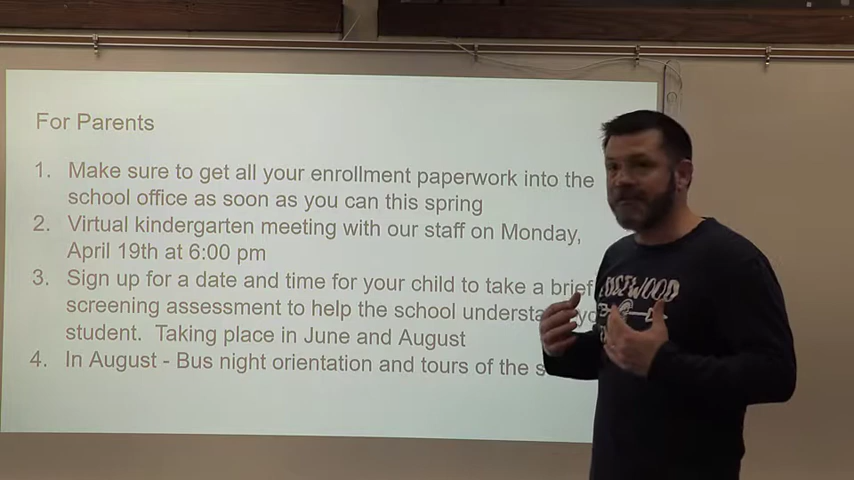 For Parents
1. Make sure to get all your enrollment paperwork into the
school office as soon as you can this spring
2. Virtual kindergarten meeting with our staff on Monday,
April 19th at 6:00 pm
3. Sign up for a date and time for your child to take a brief
screening assessment to help the school
student. Taking place in June and August
4. In August - Bus night orientation and tours of the